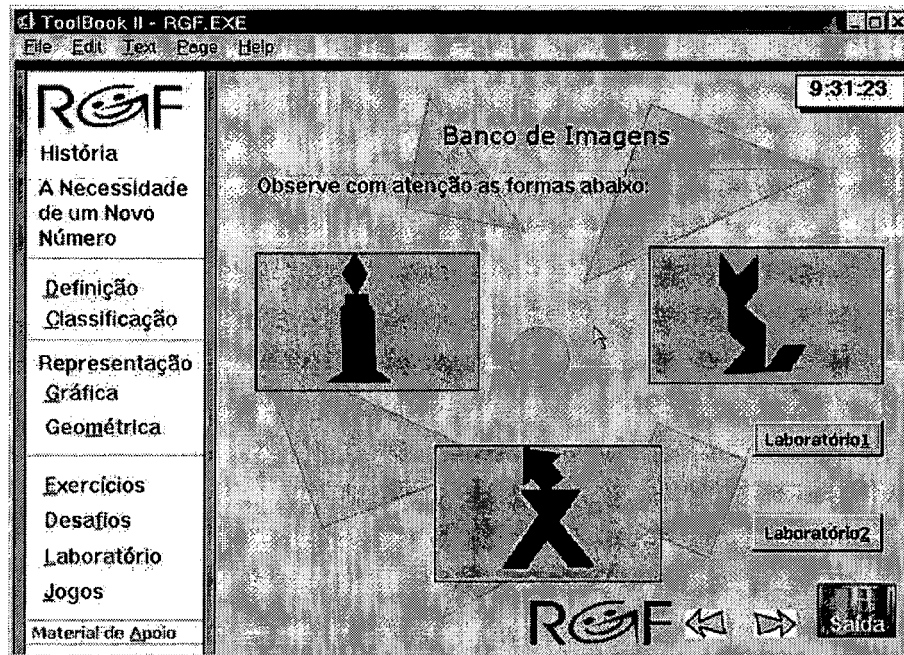 ToolBook II - RGF.EXE
File Edit Text Page Help
RGF
História
A Necessidade
de um Novo
Número
Definição
Classificação
Representação
Gráfica
Geométrica
Exercícios
Desafios
Laboratório
Jogos
Material de Apoio
9:31:23
Banco de Imagens
Observe com atenção as formas abaixo:
Laboratório1
Laboratório2
RGF
Saída